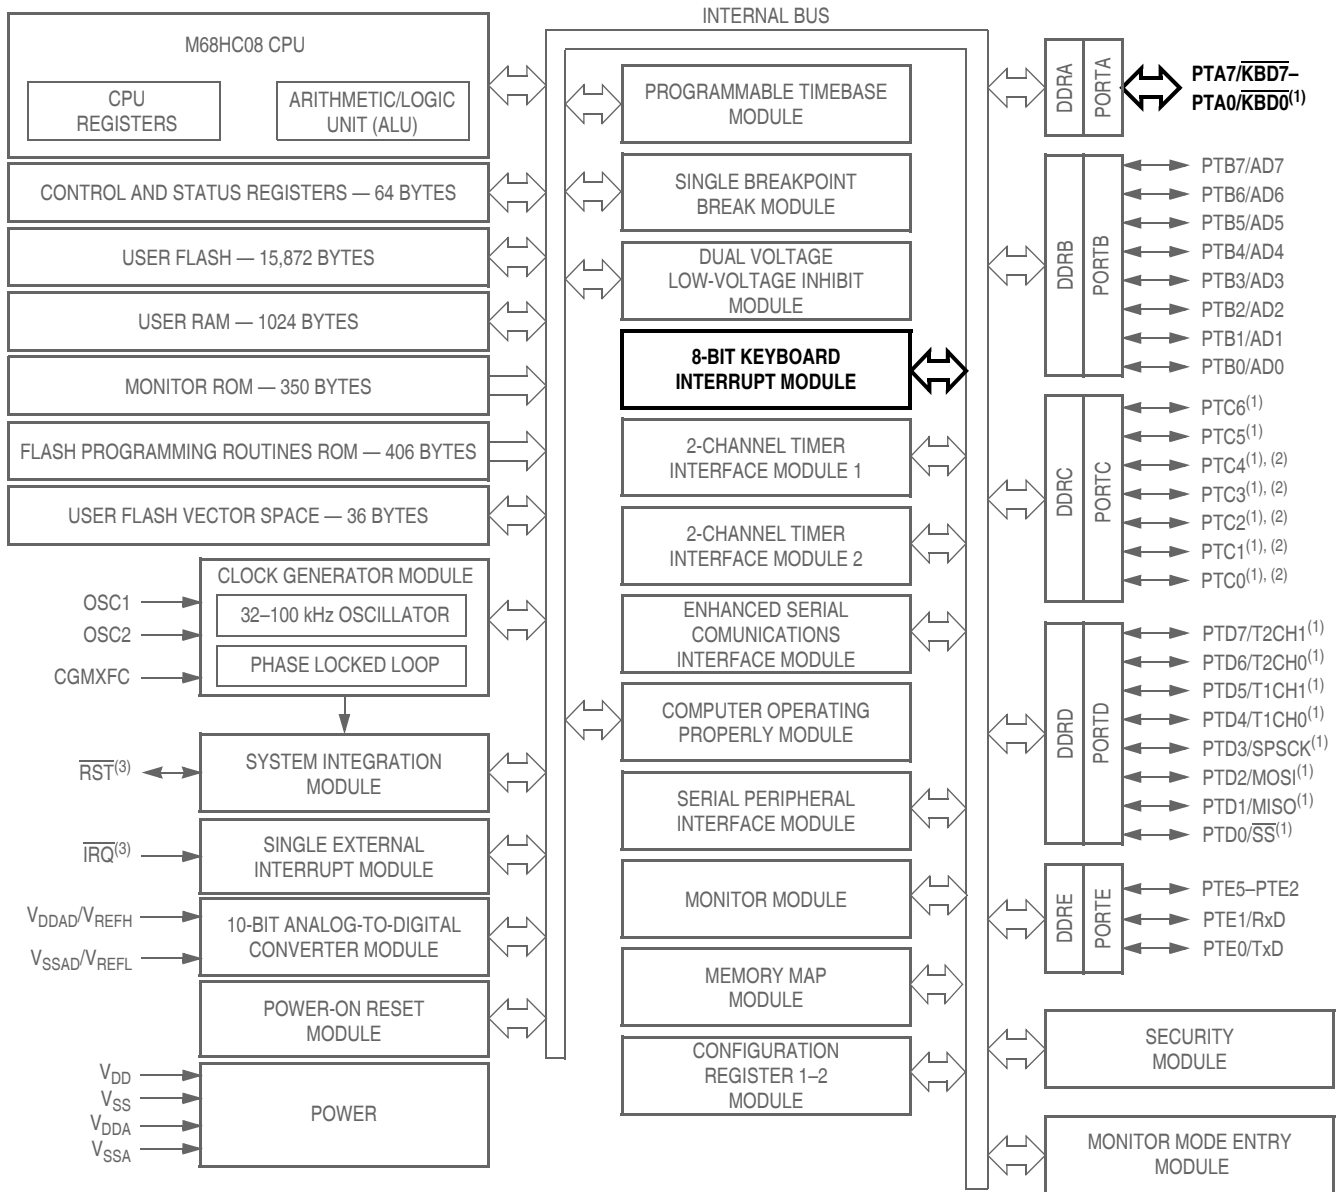 INTERNAL BUS
M68HC08 CPU
CPU
REGISTERS
ARITHMETIC/LOGIC
UNIT (ALU)
CONTROL AND STATUS REGISTERS — 64 BYTES
USER FLASH — 15,872 BYTES
USER RAM — 1024 BYTES
MONITOR ROM — 350 BYTES
FLASH PROGRAMMING ROUTINES ROM — 406 BYTES
USER FLASH VECTOR SPACE — 36 BYTES
CLOCK GENERATOR MODULE
32–100 kHz OSCILLATOR
PHASE LOCKED LOOP
OSC1
OSC2
CGMXFC
SYSTEM INTEGRATION
MODULE
RST(3)
SINGLE EXTERNAL
INTERRUPT MODULE
IRQ(3)
10-BIT ANALOG-TO-DIGITAL
CONVERTER MODULE
VDDAD/VREFH
VSSAD/VREFL
POWER-ON RESET
MODULE
POWER
VDD
VSS
VDDA
VSSA
PROGRAMMABLE TIMEBASE
MODULE
SINGLE BREAKPOINT
BREAK MODULE
DUAL VOLTAGE
LOW-VOLTAGE INHIBIT
MODULE
8-BIT KEYBOARD
INTERRUPT MODULE
2-CHANNEL TIMER
INTERFACE MODULE 1
2-CHANNEL TIMER
INTERFACE MODULE 2
ENHANCED SERIAL
COMUNICATIONS
INTERFACE MODULE
COMPUTER OPERATING
PROPERLY MODULE
SERIAL PERIPHERAL
INTERFACE MODULE
MONITOR MODULE
MEMORY MAP
MODULE
CONFIGURATION
REGISTER 1–2
MODULE
DDRA
PORTA
PTA7/KBD7–
PTA0/KBD0(1)
DDRB
PORTB
PTB7/AD7
PTB6/AD6
PTB5/AD5
PTB4/AD4
PTB3/AD3
PTB2/AD2
PTB1/AD1
PTB0/AD0
DDRC
PORTC
PTC6(1)
PTC5(1)
PTC4(1), (2)
PTC3(1), (2)
PTC2(1), (2)
PTC1(1), (2)
PTC0(1), (2)
DDRD
PORTD
PTD7/T2CH1(1)
PTD6/T2CH0(1)
PTD5/T1CH1(1)
PTD4/T1CH0(1)
PTD3/SPSCK(1)
PTD2/MOSI(1)
PTD1/MISO(1)
PTD0/SS(1)
DDRE
PORTE
PTE5–PTE2
PTE1/RxD
PTE0/TxD
SECURITY
MODULE
MONITOR MODE ENTRY
MODULE